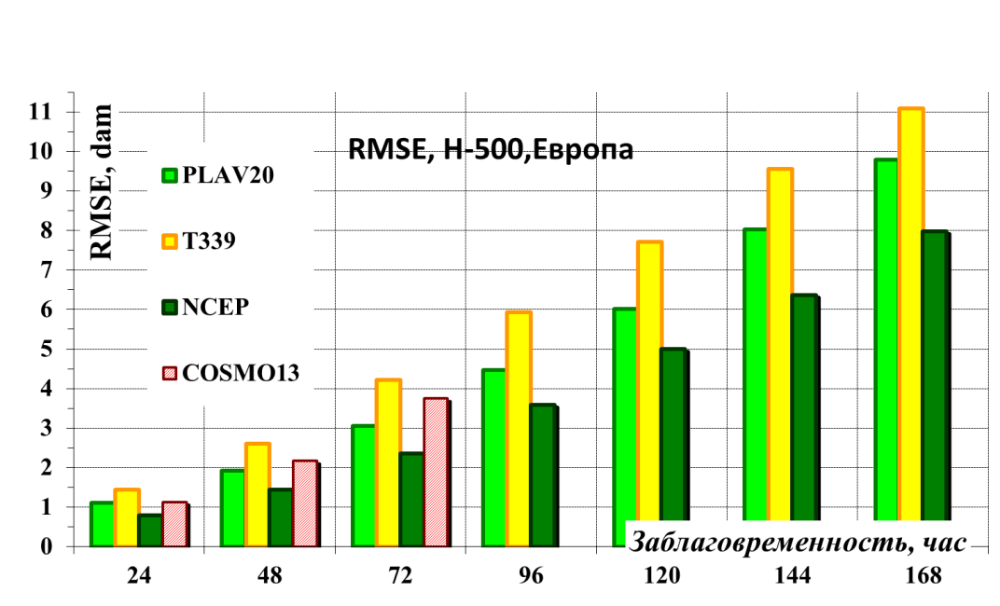 RMSE, H-500,Европа
RMSE, dam
11
10
9
8
7
6
5
4
3
2
1
0
PLAV20
T339
NCEP
COSMO13
Заблаговременность, час
24 48 72 96 120 144 168